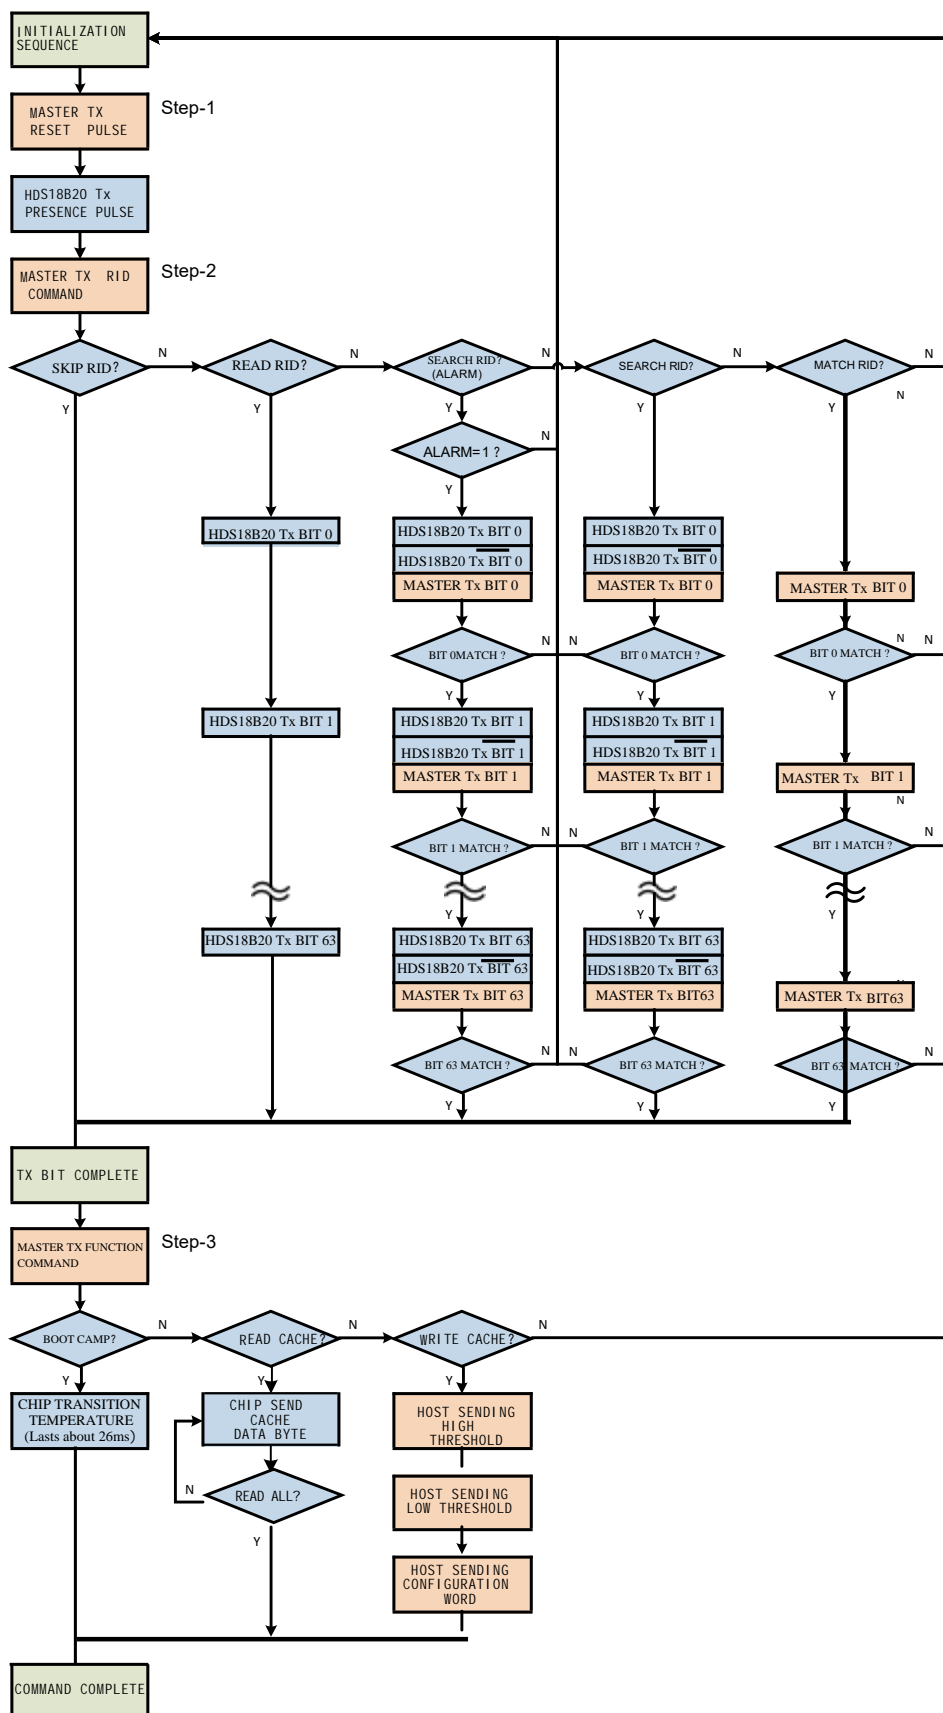 INITIALIZATION
SEQUENCE
MASTER TX
RESET PULSE
Step-1
HDS18B20 Tx
PRESENCE PULSE
MASTER TX RID
COMMAND
Step-2
SKIP RID?
N
READ RID?
N
SEARCH RID?
(ALARM)
N
SEARCH RID?
N
MATCH RID?
N
Y
Y
Y
Y
Y
ALARM=1 ?
N
Y
HDS18B20 Tx BIT 0
HDS18B20 Tx BIT 0
HDS18B20 Tx BIT 0
MASTER Tx BIT 0
HDS18B20 Tx BIT 0
HDS18B20 Tx BIT 0
MASTER Tx BIT 0
MASTER Tx BIT 0
BIT 0MATCH ?
N
N
BIT 0 MATCH ?
BIT 0 MATCH ?
N
N
Y
Y
Y
HDS18B20 Tx BIT 1
HDS18B20 Tx BIT 1
HDS18B20 Tx BIT 1
MASTER Tx BIT 1
HDS18B20 Tx BIT 1
HDS18B20 Tx BIT 1
MASTER Tx BIT 1
MASTER Tx BIT 1
N
BIT 1 MATCH ?
N
N
BIT 1 MATCH ?
BIT 1 MATCH ?
N
Y
Y
Y
HDS18B20 Tx BIT 63
HDS18B20 Tx BIT 63
HDS18B20 Tx BIT 63
MASTER Tx BIT 63
HDS18B20 Tx BIT 63
HDS18B20 Tx BIT 63
MASTER Tx BIT63
MASTER Tx BIT63
BIT 63 MATCH ?
N
N
BIT 63 MATCH ?
BIT 63 MATCH ?
N
Y
Y
Y
TX BIT COMPLETE
MASTER TX FUNCTION
COMMAND
Step-3
BOOT CAMP?
N
READ CACHE?
N
WRITE CACHE?
N
Y
Y
Y
CHIP TRANSITION
TEMPERATURE
(Lasts about 26ms)
CHIP SEND
CACHE
DATA BYTE
HOST SENDING
HIGH
THRESHOLD
N
READ ALL?
Y
HOST SENDING
LOW THRESHOLD
HOST SENDING
CONFIGURATION
WORD
COMMAND COMPLETE